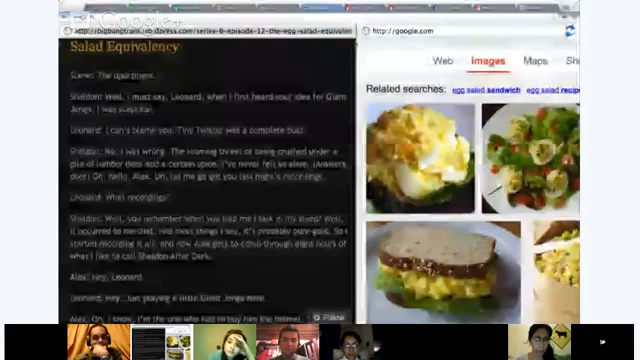 Google+
http://bigbangtrans.wordpress.com/series-6-episode-12-the-egg-salad-equivalen
http://google.com
Salad Equivalency
Web Images Maps Sh
Scene: The apartment.
Related searches: egg salad sandwich egg salad recipe
Sheldon: Well, I must say, Leonard, when I first heard your idea for Giant
Jenga, I was skeptical.
Leonard: I can't blame you. Tiny Twister was a complete bust.
Sheldon: No, I was wrong. The looming threat of being crushed under a
pile of lumber does add a certain spice. I've never felt so alive. (Answers
door) Oh, hello, Alex. Uh, let me go get you last night's recordings.
Leonard: What recordings?
Sheldon: Well, you remember when you told me I talk in my sleep? Well,
it occurred to me that, like most things I say, it's probably pure gold. So I
started recording it all, and now Alex gets to comb through eight hours of
what I like to call Sheldon After Dark.
Alex: Hey, Leonard.
Leonard: Hey. Just playing a little Giant Jenga here.
Alex: Oh, I know, I'm the one who had to buy him the helmet.
Follow